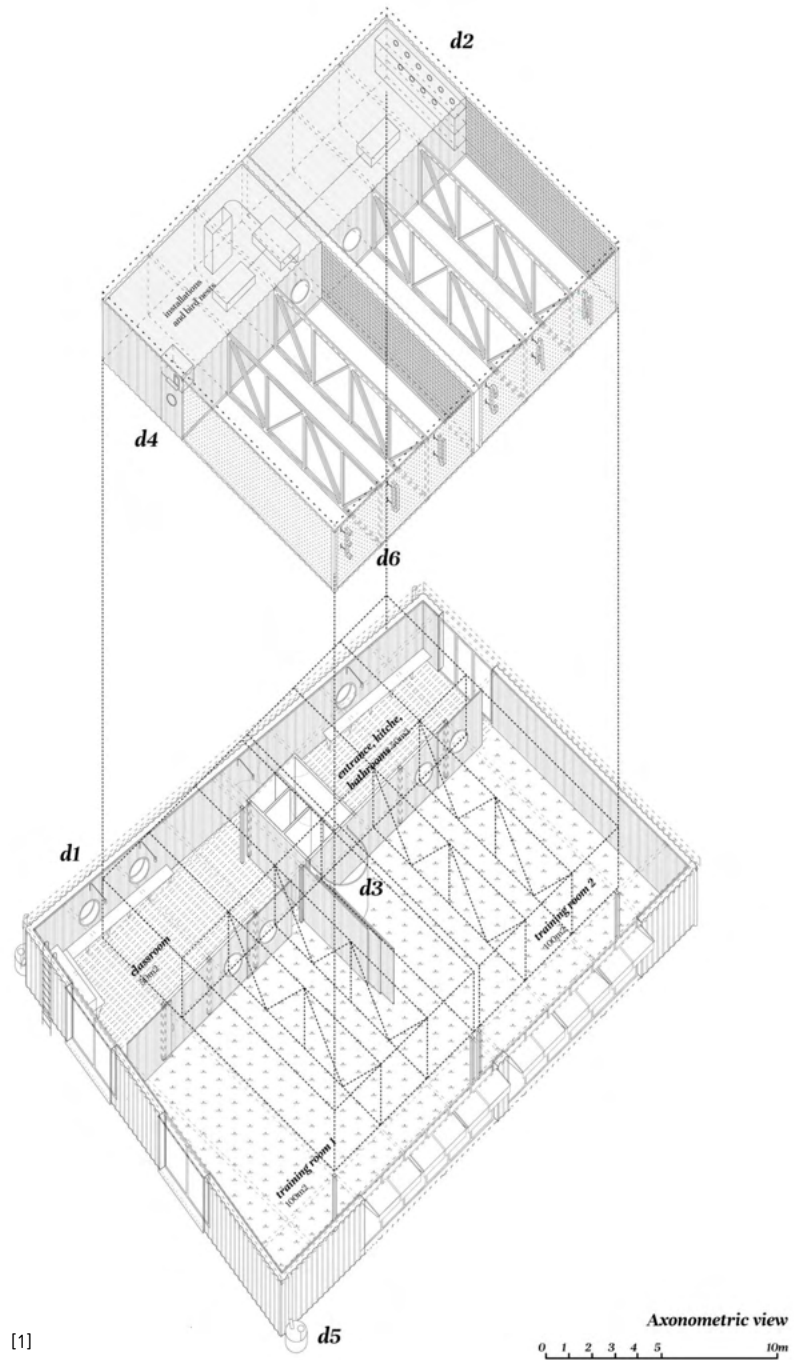 d2
installations
and bird nests
d4
d6
entrance, kitche,
bathrooms
d1
d3
classroom
training room 2
100m2
training room 1
100m2
[1]
d5
Axonometric view
0 1 2 3 4 5 10m